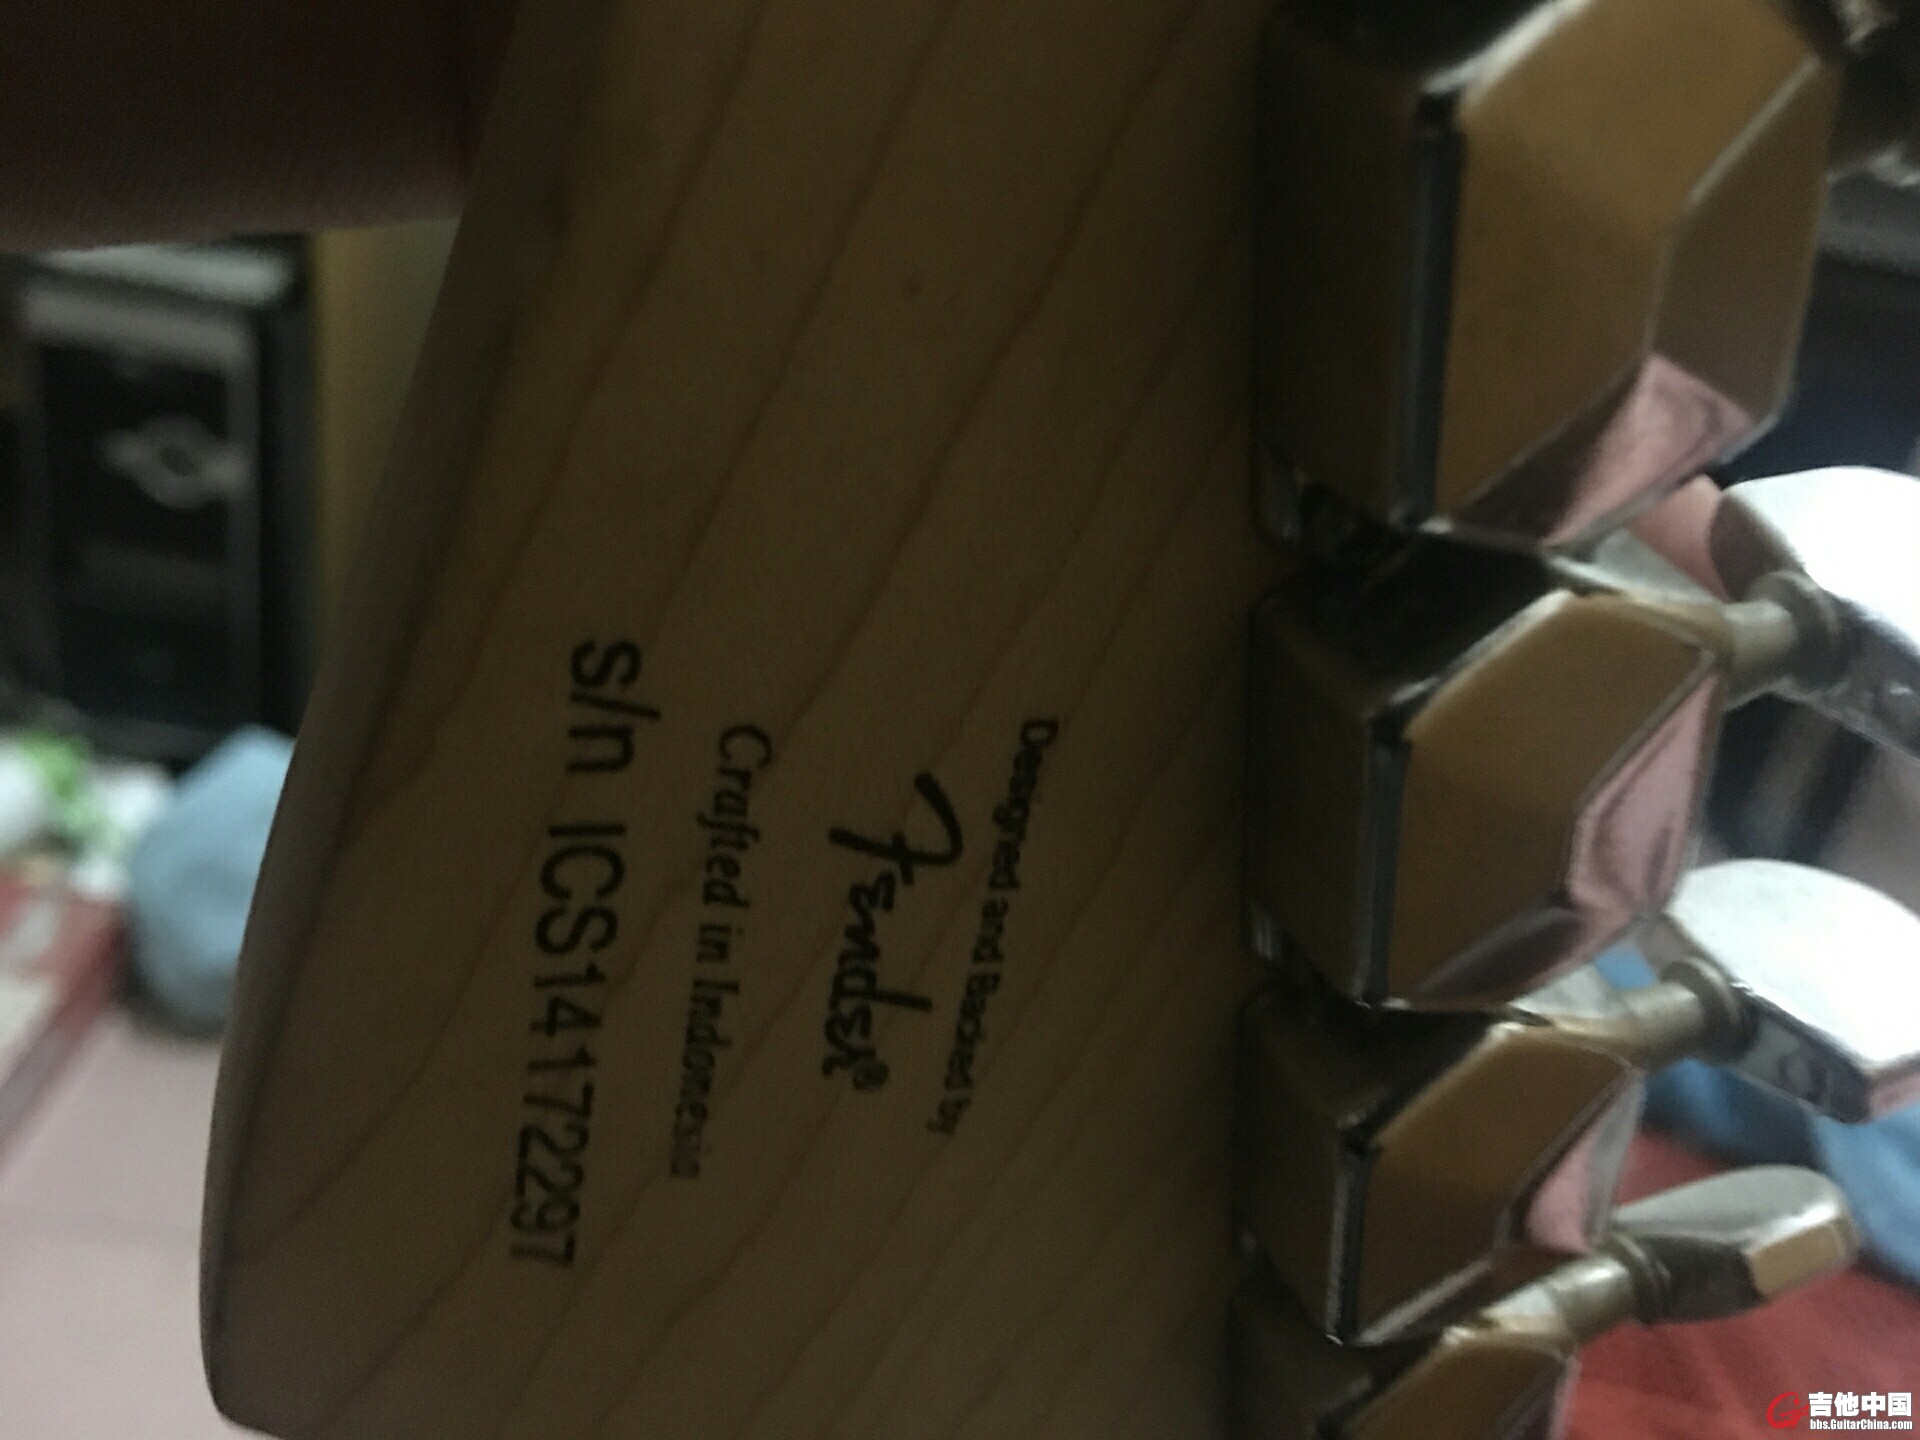 Designed and Backed by
Fender®
Crafted in Indonesia
s/n ICS14172297
吉他中国
bbs.GuitarChina.com